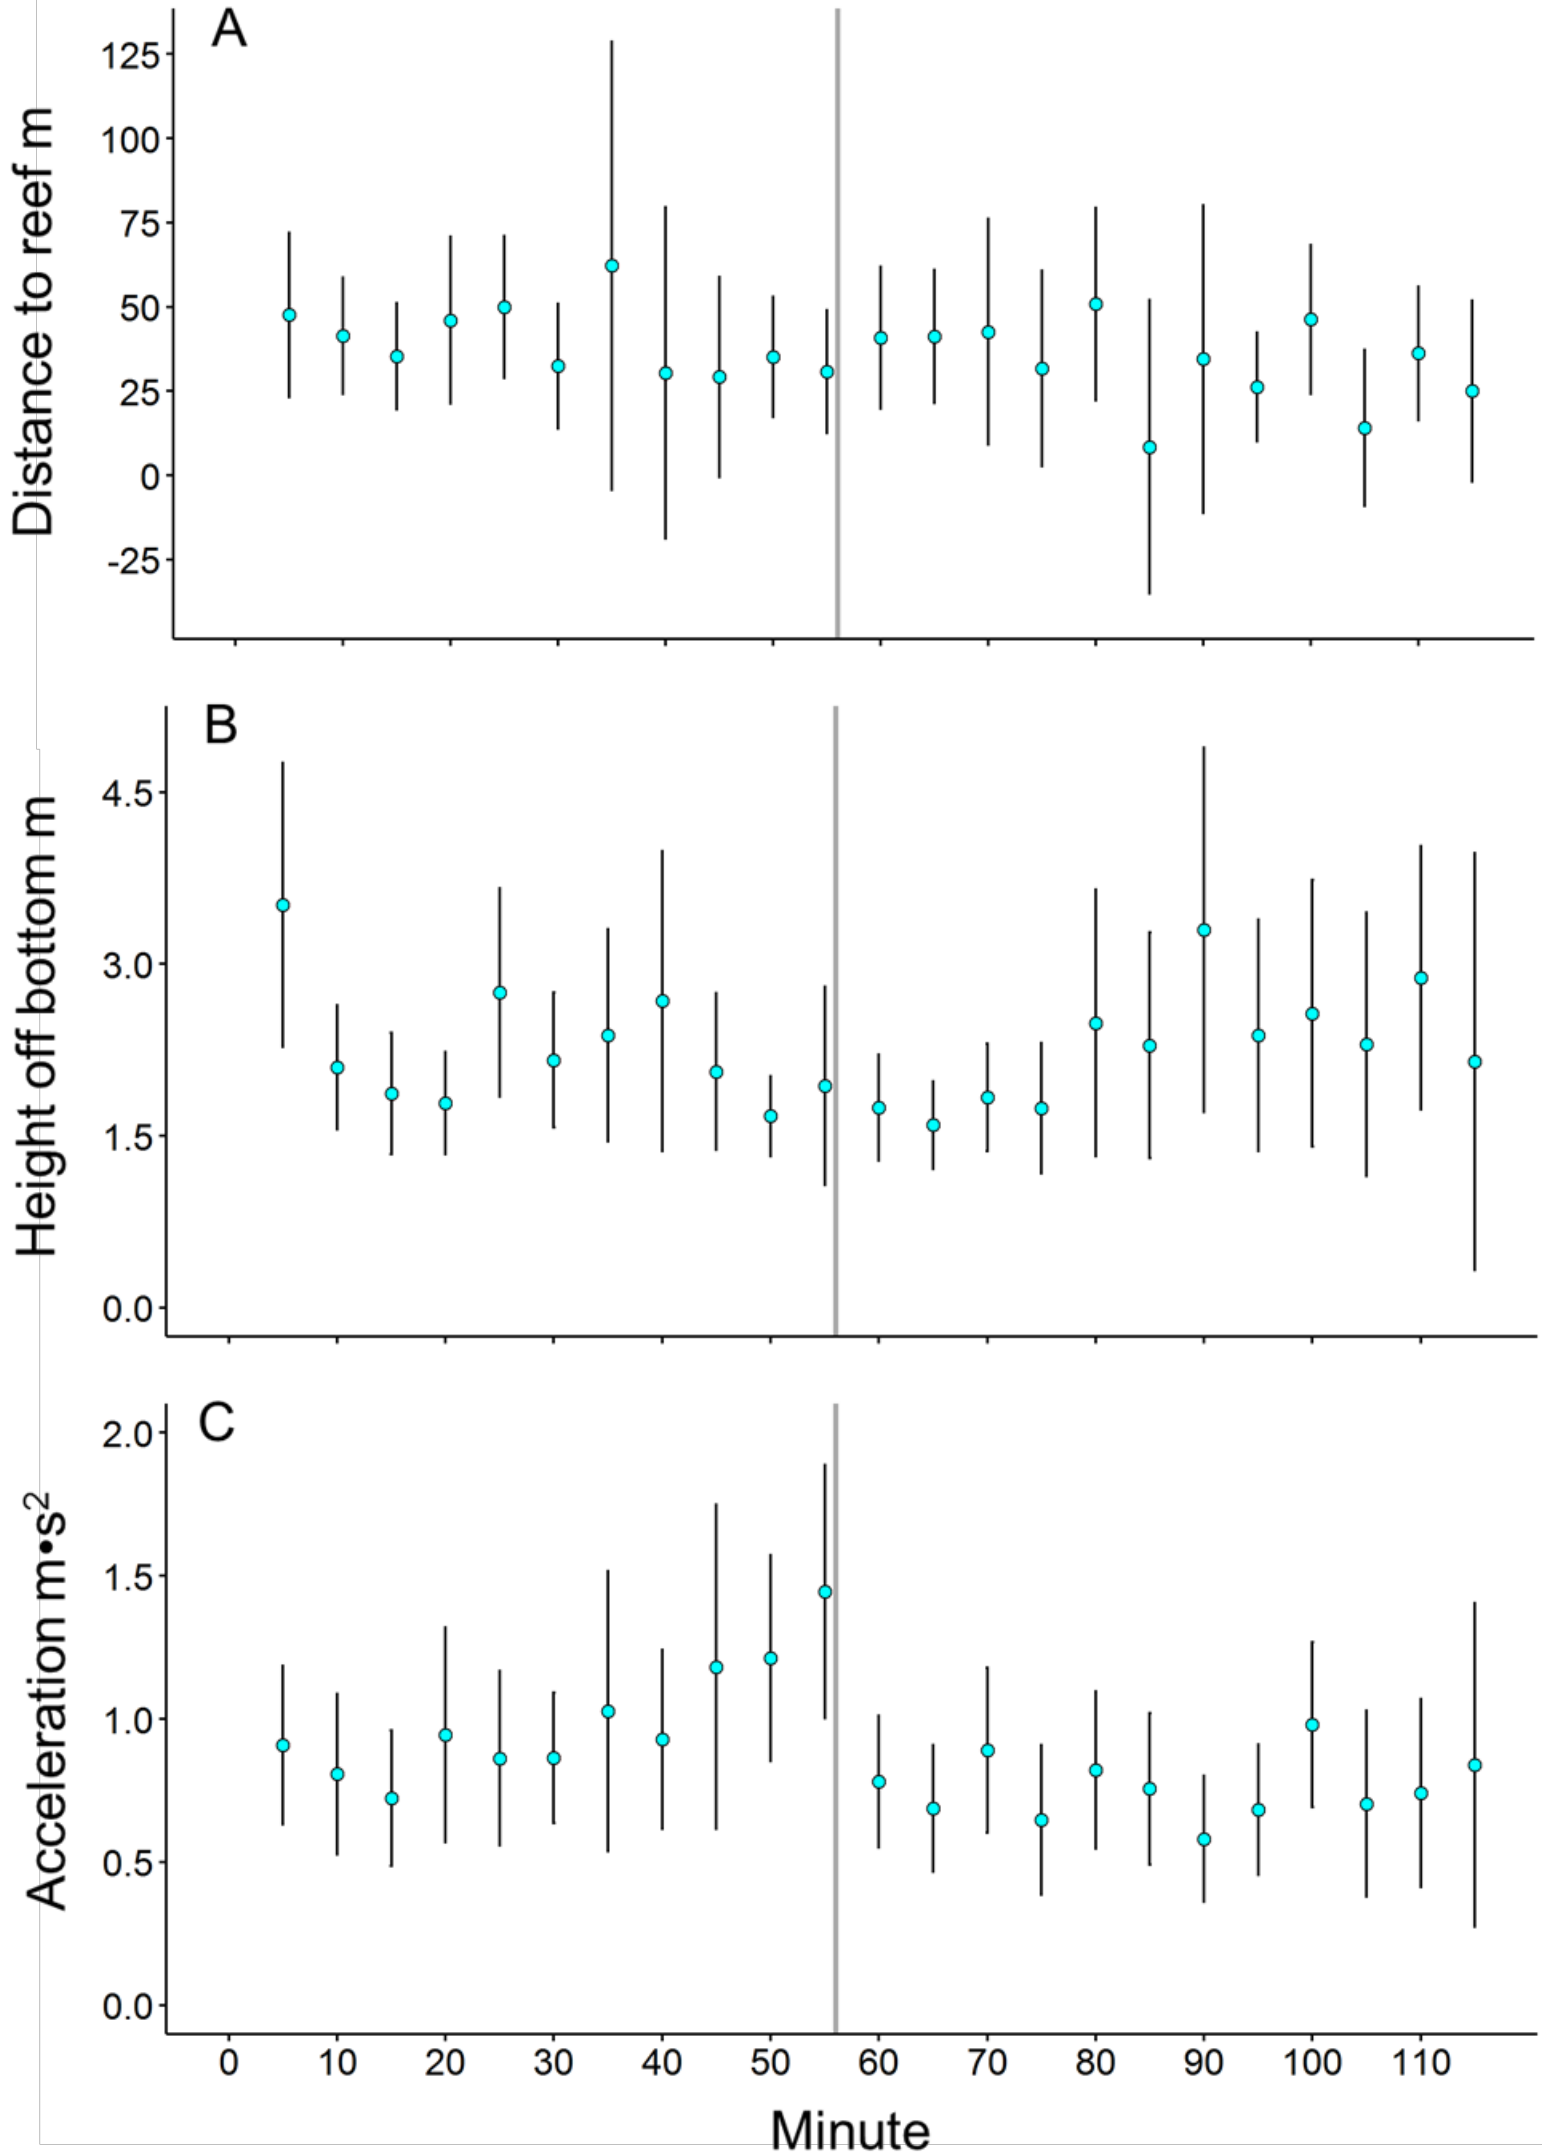 A
Distance to reef m
125
100
75
50
25
0
-25
B
Height off bottom m
4.5
3.0
1.5
0.0
C
Acceleration m•s²
2.0
1.5
1.0
0.5
0.0
0 10 20 30 40 50 60 70 80 90 100 110
Minute